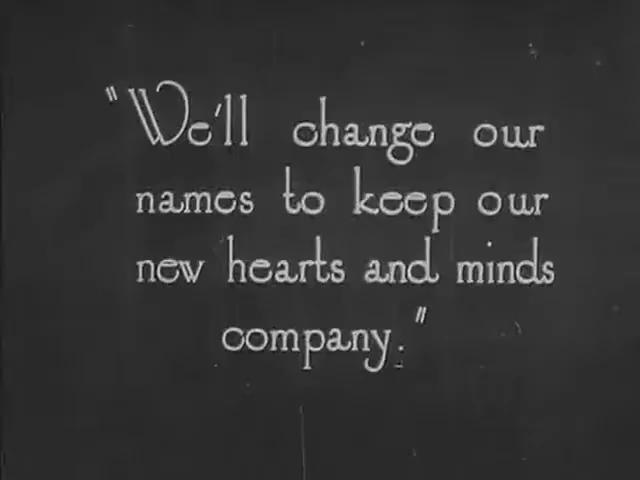 "We'll change our
names to keep our
new hearts and minds
company."